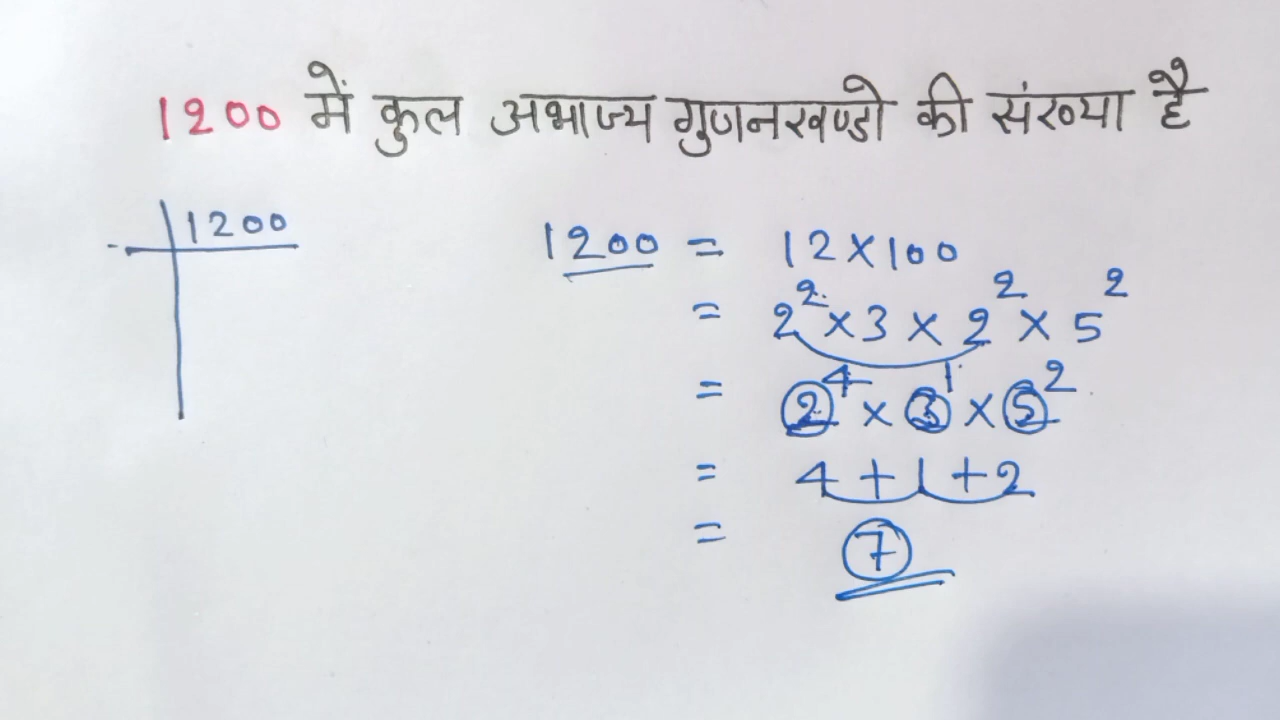 1200 में कुल अभाज्य गुणनखण्डो की संख्या है
1200
1200 = 12×100
= 2² × 3 × 2² × 5²
= 2⁴ × 3¹ × 5²
= 4+1+2
= 7